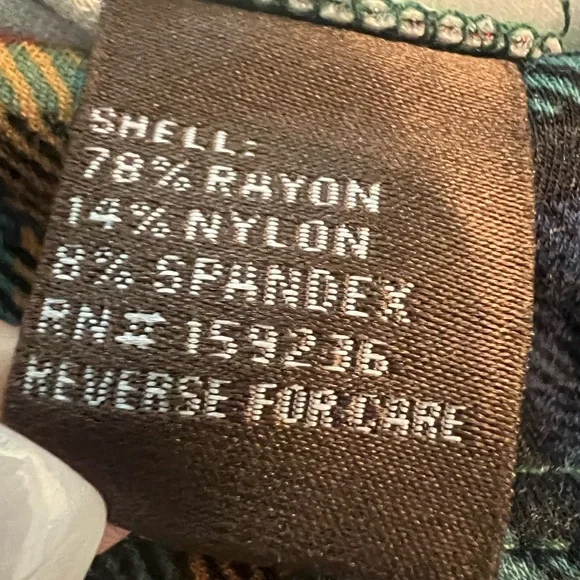 SHELL:
78% RAYON
14% NYLON
8% SPANDEX
RN# 159236
REVERSE FOR CARE